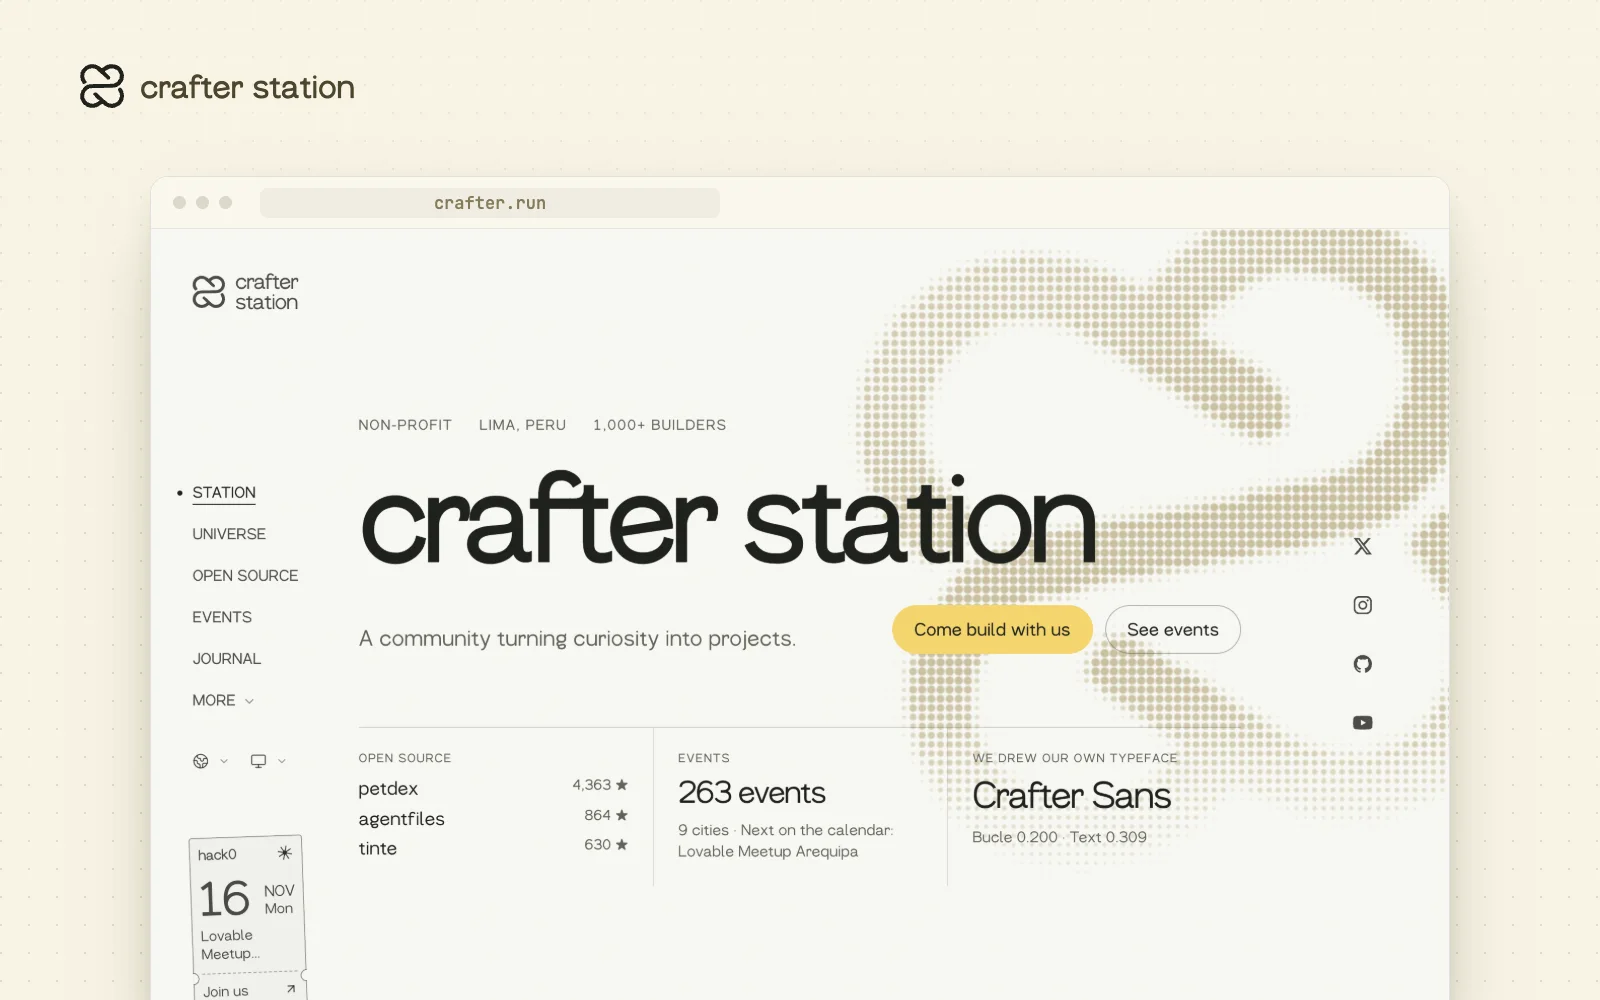 crafter station
crafter.run
crafter
station
NON-PROFIT LIMA, PERU 1,000+ BUILDERS
crafter station
A community turning curiosity into projects.
Come build with us
See events
STATION
UNIVERSE
OPEN SOURCE
EVENTS
JOURNAL
MORE
OPEN SOURCE
petdex 4,363 ★
agentfiles 864 ★
tinte 630 ★
EVENTS
263 events
9 cities · Next on the calendar:
Lovable Meetup Arequipa
WE DREW OUR OWN TYPEFACE
Crafter Sans
Bucle 0.200 · Text 0.309
hack0
16 NOV
Mon
Lovable
Meetup...
Join us